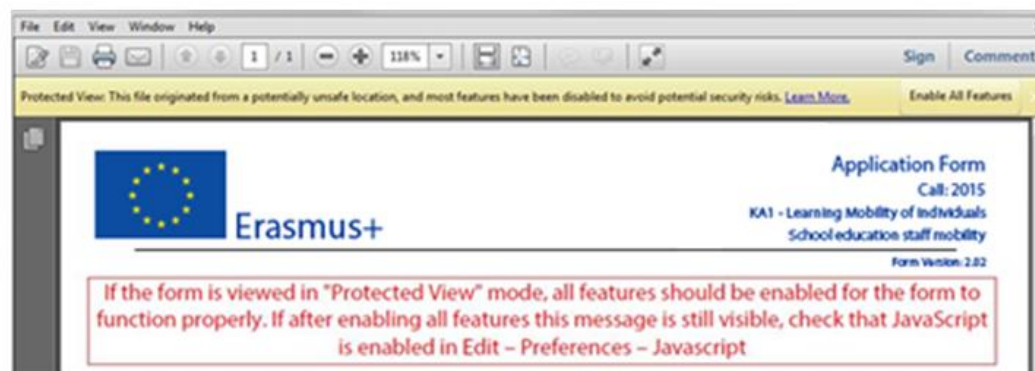 File Edit View Window Help
1 / 1 118% Sign Comment
Protected View: This file originated from a potentially unsafe location, and most features have been disabled to avoid potential security risks. Learn More. Enable All Features
Application Form
Call: 2015
KA1 - Learning Mobility of Individuals
Erasmus+
School education staff mobility
Form Version: 2.02
If the form is viewed in "Protected View" mode, all features should be enabled for the form to
function properly. If after enabling all features this message is still visible, check that JavaScript
is enabled in Edit – Preferences – Javascript